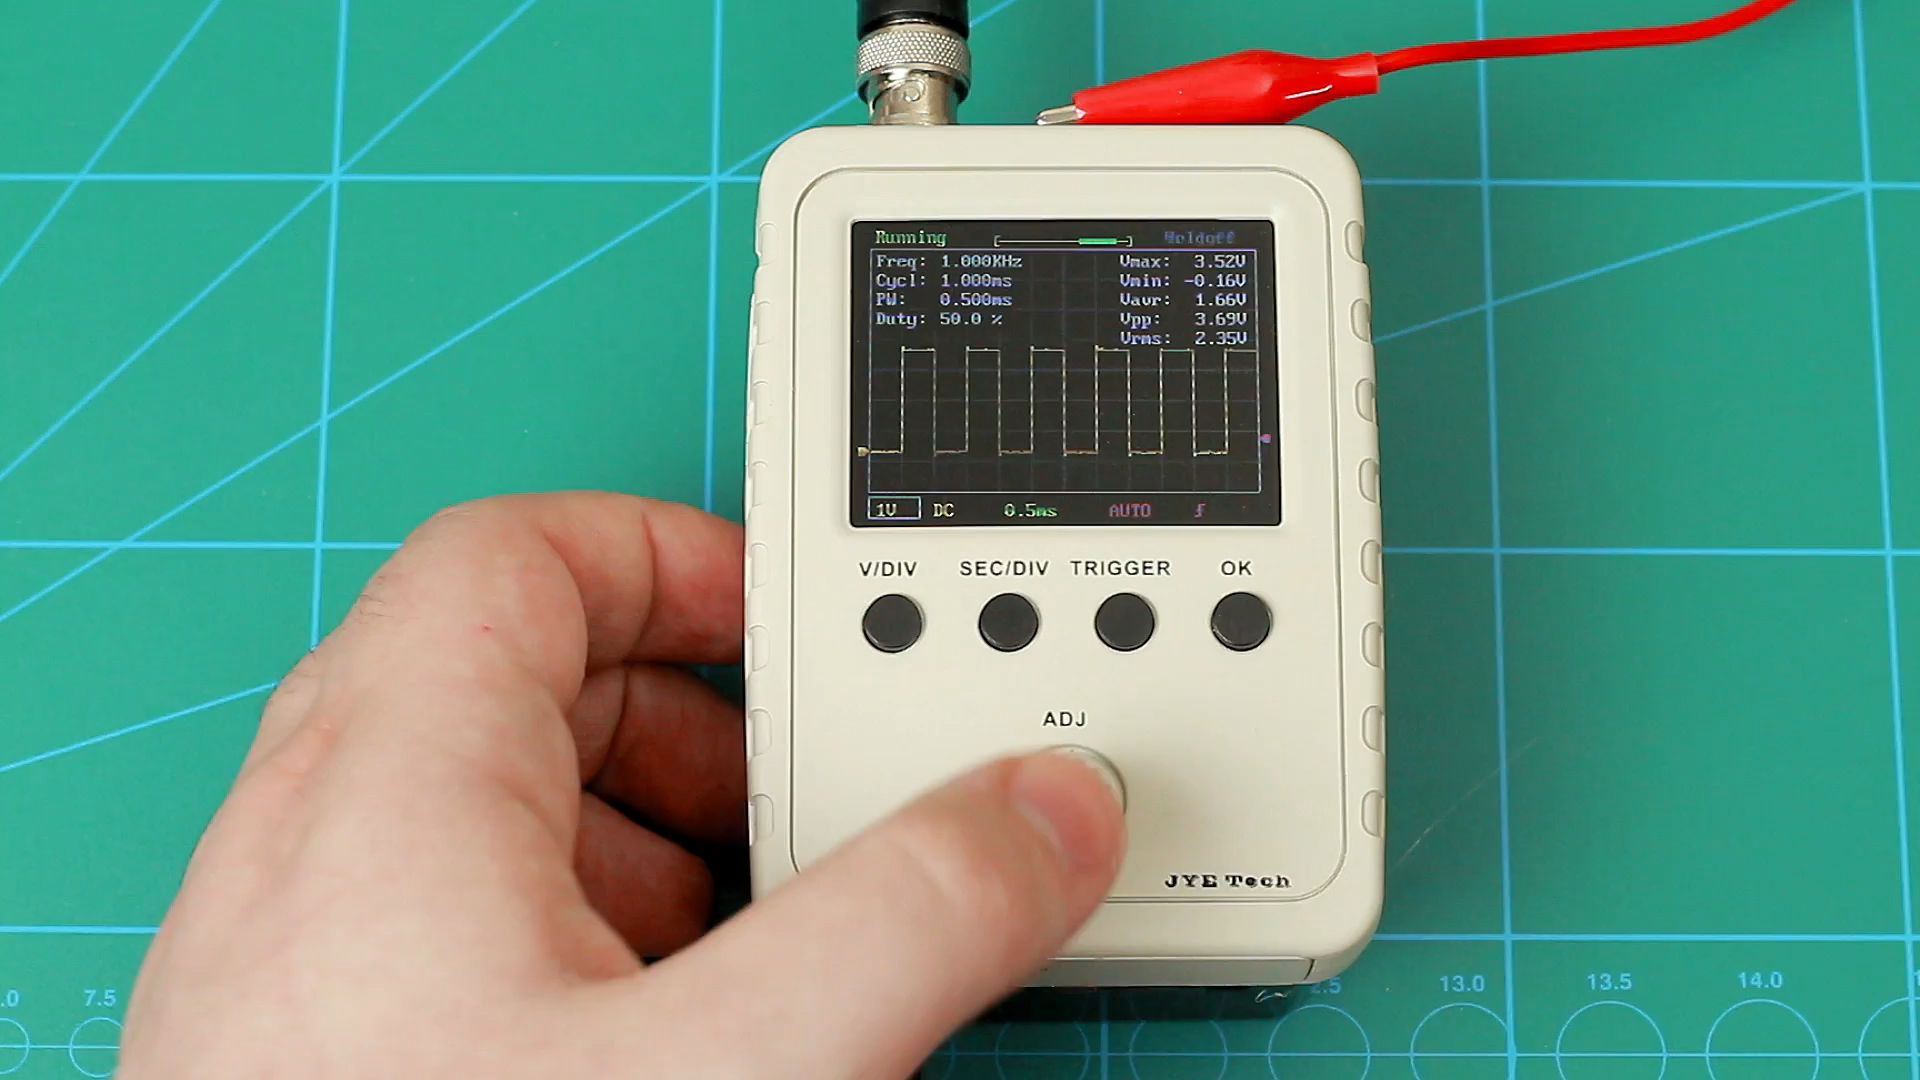 Running Holdoff
Freq: 1.000KHz Vmax: 3.52V
Cycl: 1.000ms Vmin: -0.16V
PW: 0.500ms Vavr: 1.66V
Duty: 50.0 % Vpp: 3.69V
Vrms: 2.35V
1V DC 0.5ms AUTO
V/DIV SEC/DIV TRIGGER OK
ADJ
JYE Tech
7.5 13.0 13.5 14.0